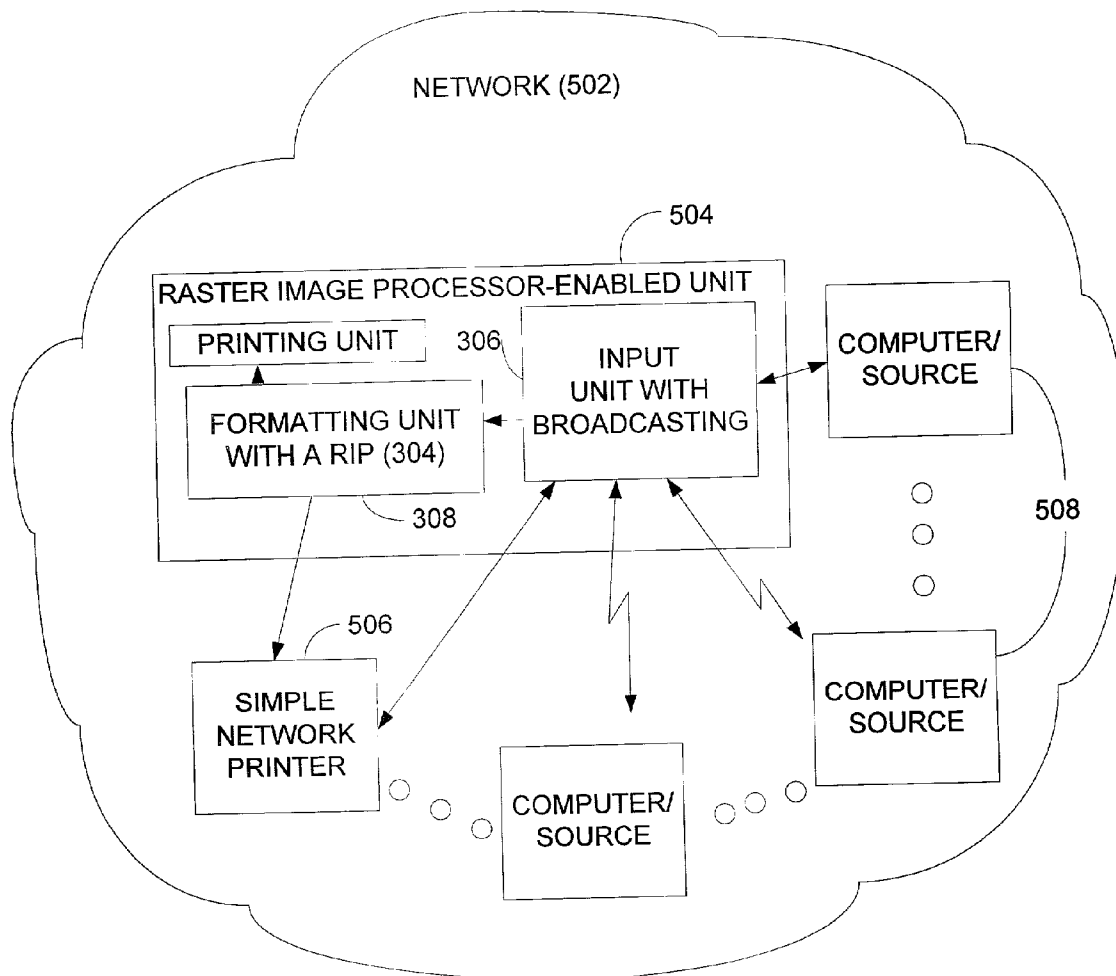 NETWORK (502)
504
RASTER IMAGE PROCESSOR-ENABLED UNIT
PRINTING UNIT
306
INPUT
UNIT WITH
BROADCASTING
COMPUTER/
SOURCE
FORMATTING UNIT
WITH A RIP (304)
308
508
506
SIMPLE
NETWORK
PRINTER
COMPUTER/
SOURCE
COMPUTER/
SOURCE